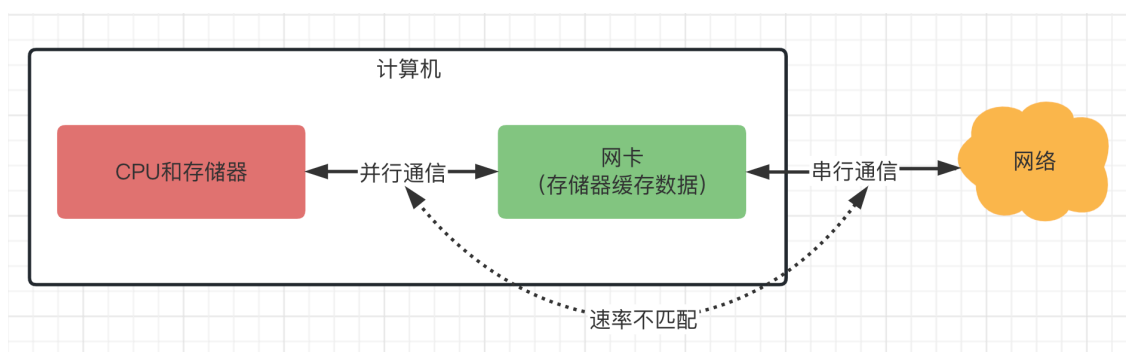 计算机
CPU和存储器
并行通信
网卡
（存储器缓存数据）
串行通信
网络
速率不匹配